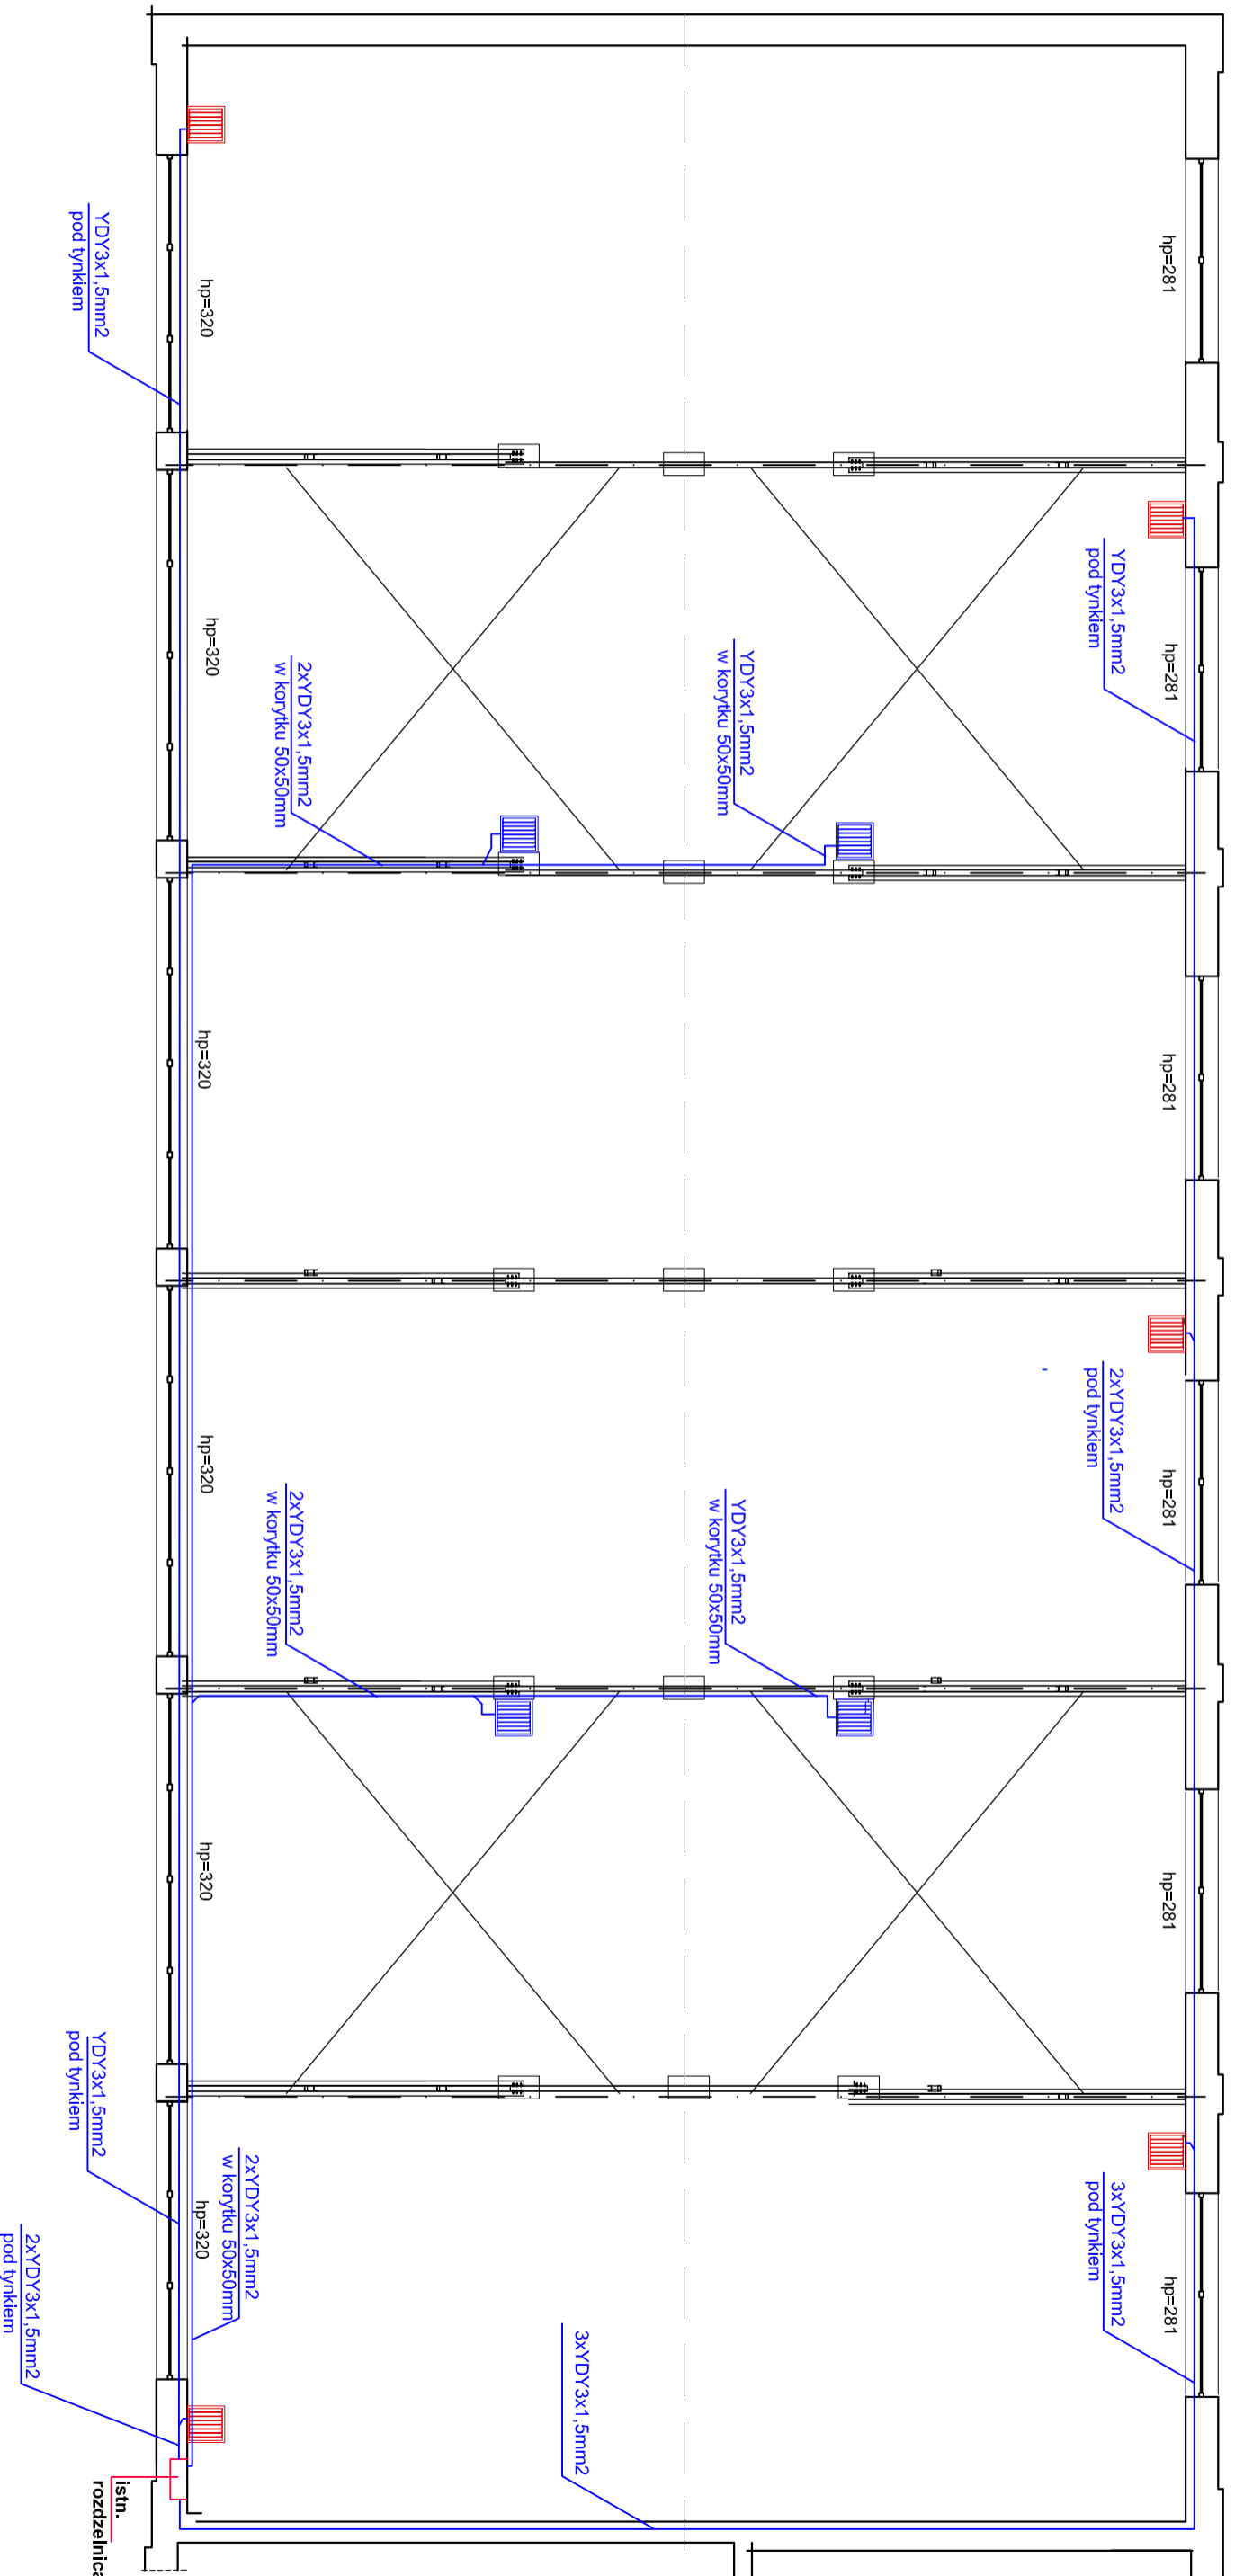 hp=281
hp=320
YDY3x1,5mm2
pod tynkiem
YDY3x1,5mm2
pod tynkiem
hp=281
hp=320
YDY3x1,5mm2
w korytku 50x50mm
2xYDY3x1,5mm2
w korytku 50x50mm
hp=281
hp=320
2xYDY3x1,5mm2
pod tynkiem
hp=281
hp=320
YDY3x1,5mm2
w korytku 50x50mm
2xYDY3x1,5mm2
w korytku 50x50mm
hp=281
hp=320
YDY3x1,5mm2
pod tynkiem
3xYDY3x1,5mm2
pod tynkiem
hp=281
2xYDY3x1,5mm2
w korytku 50x50mm
hp=320
2xYDY3x1,5mm2
pod tynkiem
3xYDY3x1,5mm2
istn.
rozdzelnica